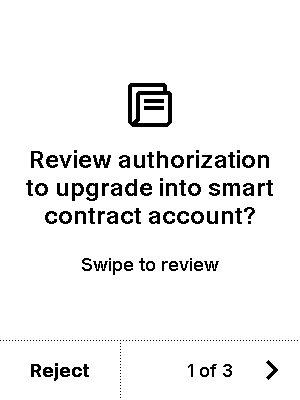 Review authorization
to upgrade into smart
contract account?
Swipe to review
Reject
1 of 3